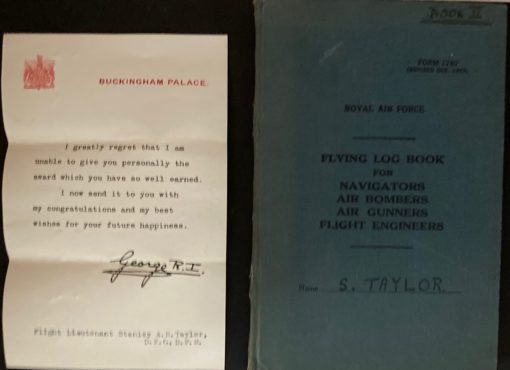 BUCKINGHAM PALACE.
I greatly regret that I am
unable to give you personally the
award which you have so well earned.
I now send it to you with
my congratulations and my best
wishes for your future happiness.
George R.I.
Flight Lieutenant Stanley A.H. Taylor,
D.F.C., D.F.M.
BOOK II
FORM 1767
ROYAL AIR FORCE
FLYING LOG BOOK
FOR
NAVIGATORS
AIR BOMBERS
AIR GUNNERS
FLIGHT ENGINEERS
Name S. TAYLOR